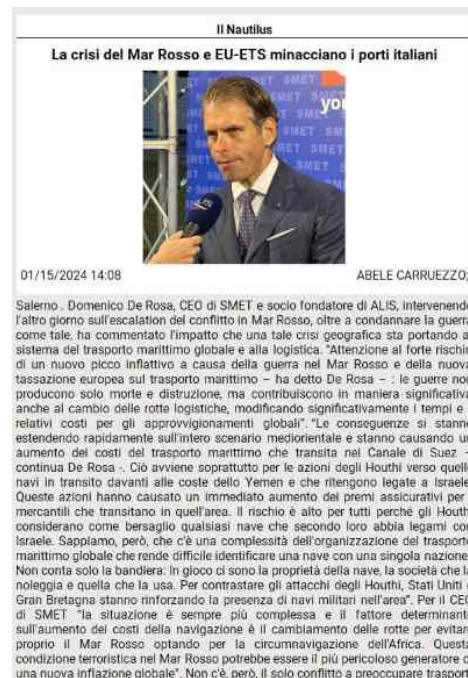 Il Nautilus
La crisi del Mar Rosso e EU-ETS minacciano i porti italiani
SMET
01/15/2024 14:08
ABELE CARRUEZZO;
Salerno . Domenico De Rosa, CEO di SMET e socio fondatore di ALIS, intervenendo
l'altro giorno sull'escalation del conflitto in Mar Rosso, oltre a condannare la guerra
come tale, ha commentato l'impatto che una tale crisi geografica sta portando al
sistema del trasporto marittimo globale e alla logistica. "Attenzione al forte rischio
di un nuovo picco inflattivo a causa della guerra nel Mar Rosso e della nuova
tassazione europea sul trasporto marittimo – ha detto De Rosa – : le guerre non
producono solo morte e distruzione, ma contribuiscono in maniera significativa
anche al cambio delle rotte logistiche, modificando significativamente i tempi e
relativi costi per gli approvvigionamenti globali". "Le conseguenze si stanno
estendendo rapidamente sull'intero scenario mediorientale e stanno causando un
aumento dei costi del trasporto marittimo che transita nel Canale di Suez –
continua De Rosa -. Ciò avviene soprattutto per le azioni degli Houthi verso quelle
navi in transito davanti alle coste dello Yemen e che ritengono legate a Israele.
Queste azioni hanno causato un immediato aumento dei premi assicurativi per
mercantili che transitano in quell'area. Il rischio è alto per tutti perché gli Houthi
considerano come bersaglio qualsiasi nave che secondo loro abbia legami con
Israele. Sappiamo, però, che c'è una complessità dell'organizzazione del trasporto
marittimo globale che rende difficile identificare una nave con una singola nazione.
Non conta solo la bandiera: in gioco ci sono la proprietà della nave, la società che la
noleggia e quella che la usa. Per contrastare gli attacchi degli Houthi, Stati Uniti e
Gran Bretagna stanno rinforzando la presenza di navi militari nell'area". Per il CEO
di SMET "la situazione è sempre più complessa e il fattore determinante
sull'aumento dei costi della navigazione è il cambiamento delle rotte per evitare
proprio il Mar Rosso optando per la circumnavigazione dell'Africa. Questa
condizione terroristica nel Mar Rosso potrebbe essere il più pericoloso generatore di
una nuova inflazione globale". Non c'è, però, il solo conflitto a preoccupare trasporti